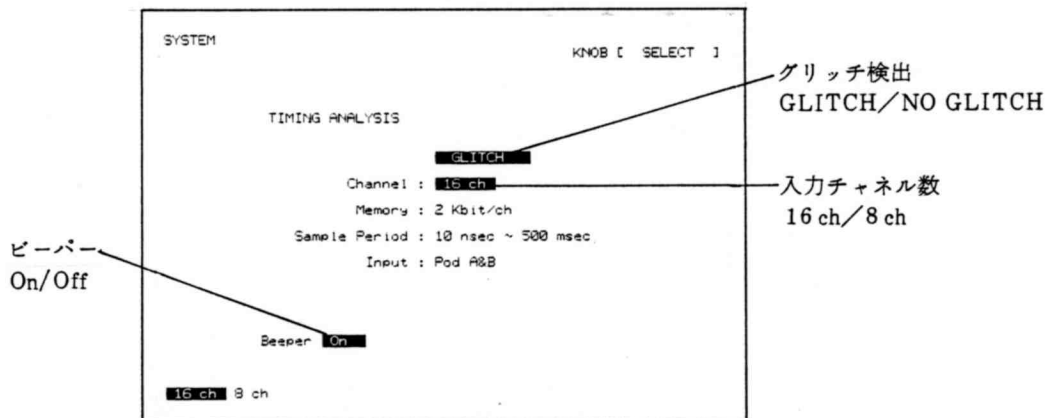 SYSTEM
KNOB [ SELECT ]
TIMING ANALYSIS
GLITCH
Channel : 16 ch
Memory : 2 Kbit/ch
Sample Period : 10 nsec ~ 500 msec
Input : Pod A&B
Beeper On
16 ch 8 ch
グリッチ検出
GLITCH／NO GLITCH
入力チャネル数
16 ch／8 ch
ビーパー
On/Off